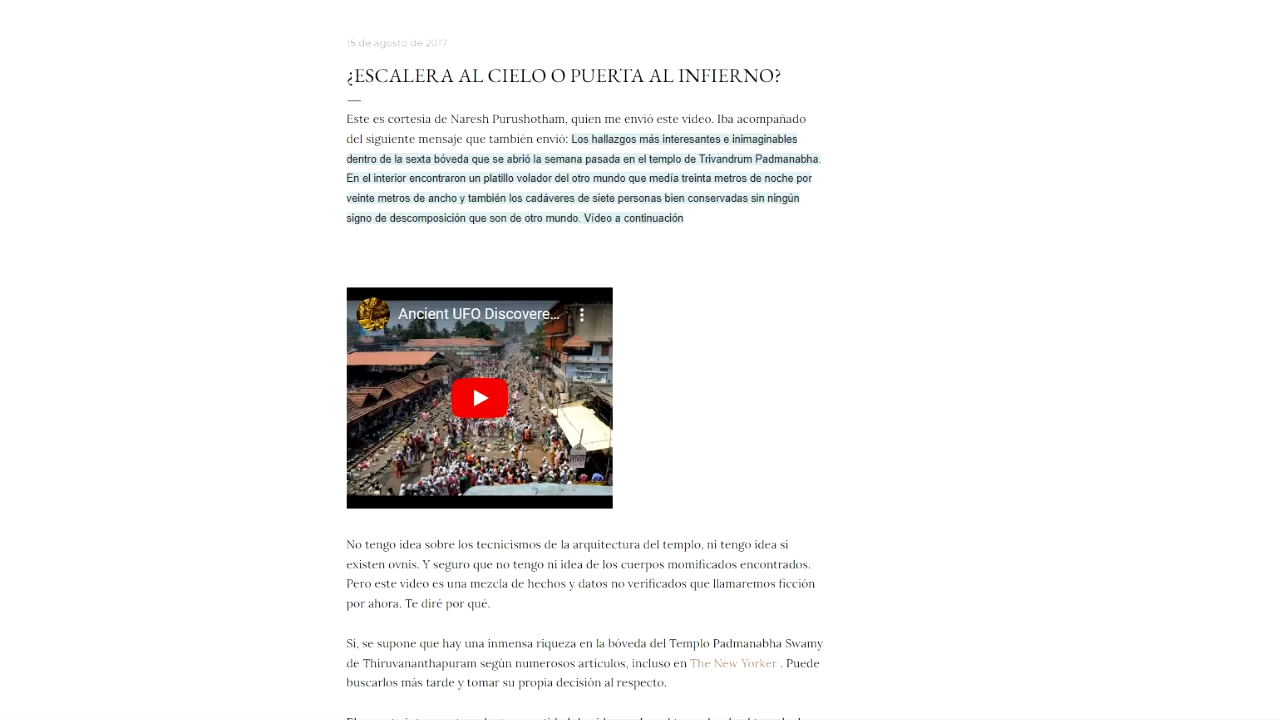 15 de agosto de 2017
¿ESCALERA AL CIELO O PUERTA AL INFIERNO?
Este es cortesía de Naresh Purushotham, quien me envió este video. Iba acompañado
del siguiente mensaje que también envió: Los hallazgos más interesantes e inimaginables
dentro de la sexta bóveda que se abrió la semana pasada en el templo de Trivandrum Padmanabha.
En el interior encontraron un platillo volador del otro mundo que medía treinta metros de noche por
veinte metros de ancho y también los cadáveres de siete personas bien conservadas sin ningún
signo de descomposición que son de otro mundo. Vídeo a continuación
Ancient UFO Discovere...
No tengo idea sobre los tecnicismos de la arquitectura del templo, ni tengo idea si
existen ovnis. Y seguro que no tengo ni idea de los cuerpos momificados encontrados.
Pero este video es una mezcla de hechos y datos no verificados que llamaremos ficción
por ahora. Te diré por qué.
Sí, se supone que hay una inmensa riqueza en la bóveda del Templo Padmanabha Swamy
de Thiruvananthapuram según numerosos artículos, incluso en The New Yorker . Puede
buscarlos más tarde y tomar su propia decisión al respecto.